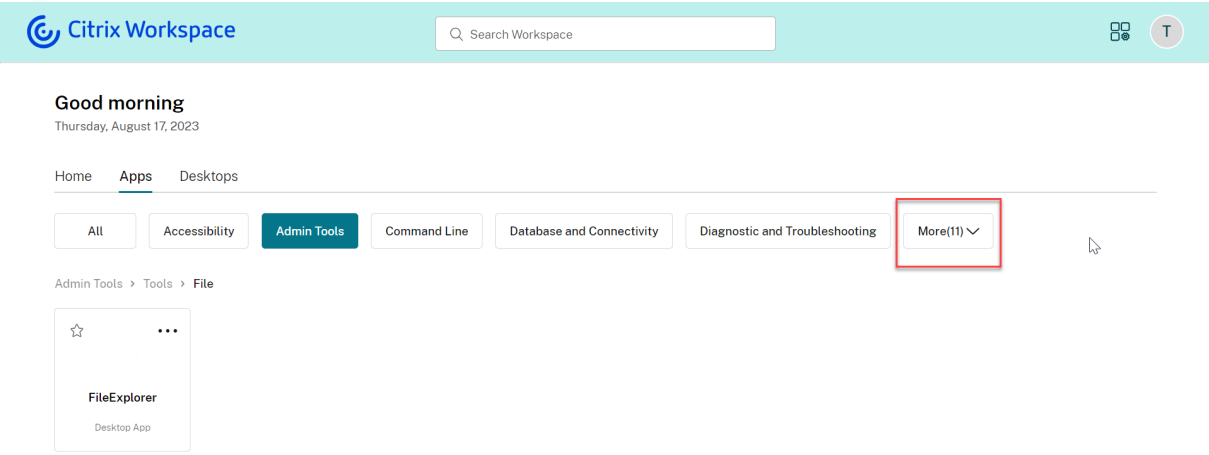 Citrix Workspace
Search Workspace
T
Good morning
Thursday, August 17, 2023
Home Apps Desktops
All Accessibility Admin Tools Command Line Database and Connectivity Diagnostic and Troubleshooting More(11)
Admin Tools > Tools > File
FileExplorer
Desktop App